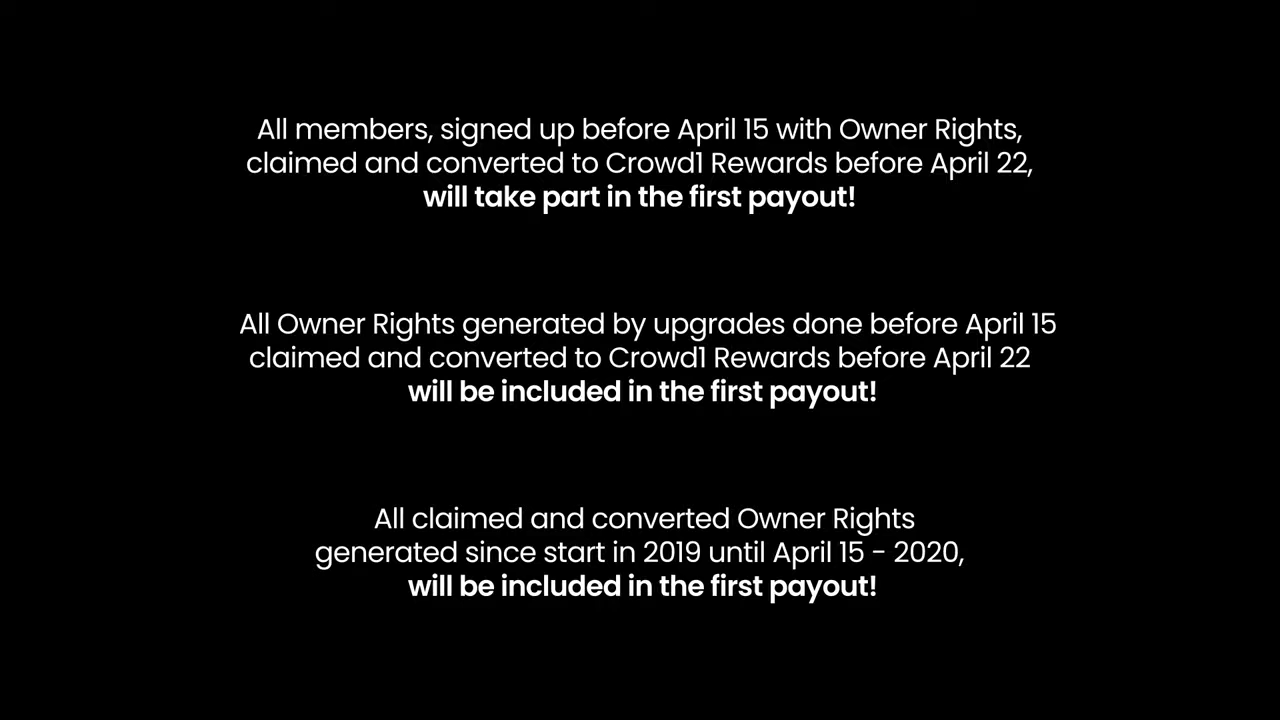 All members, signed up before April 15 with Owner Rights,
claimed and converted to Crowd1 Rewards before April 22,
will take part in the first payout!
All Owner Rights generated by upgrades done before April 15
claimed and converted to Crowd1 Rewards before April 22
will be included in the first payout!
All claimed and converted Owner Rights
generated since start in 2019 until April 15 - 2020,
will be included in the first payout!